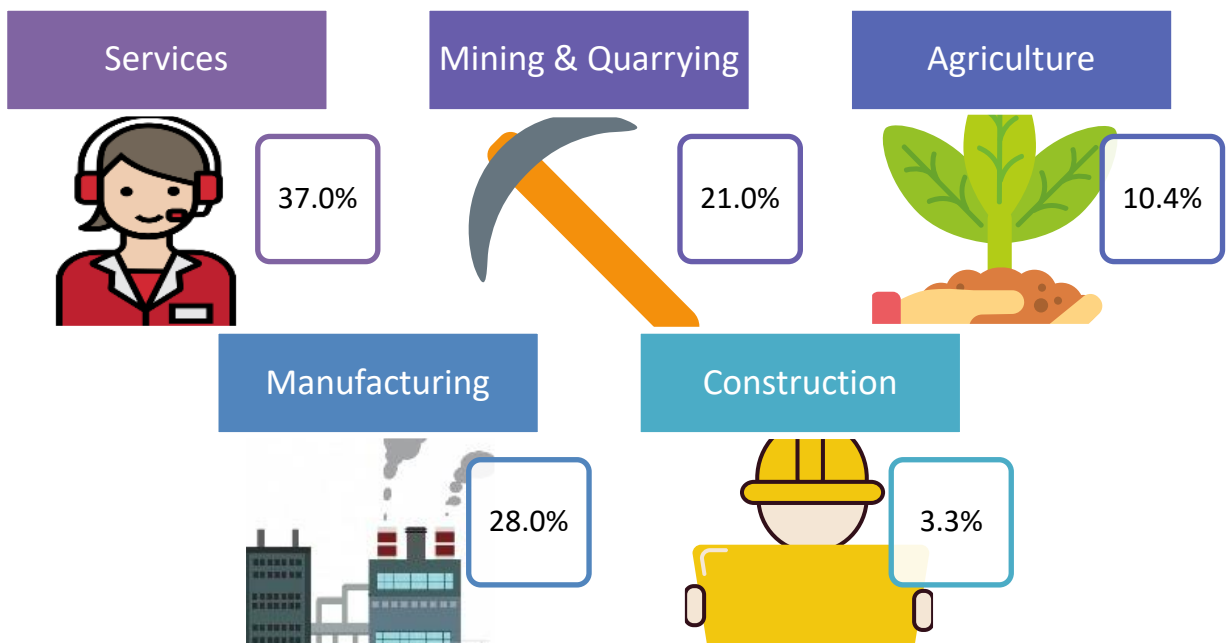 Services
Mining & Quarrying
Agriculture
37.0%
21.0%
10.4%
Manufacturing
Construction
28.0%
3.3%